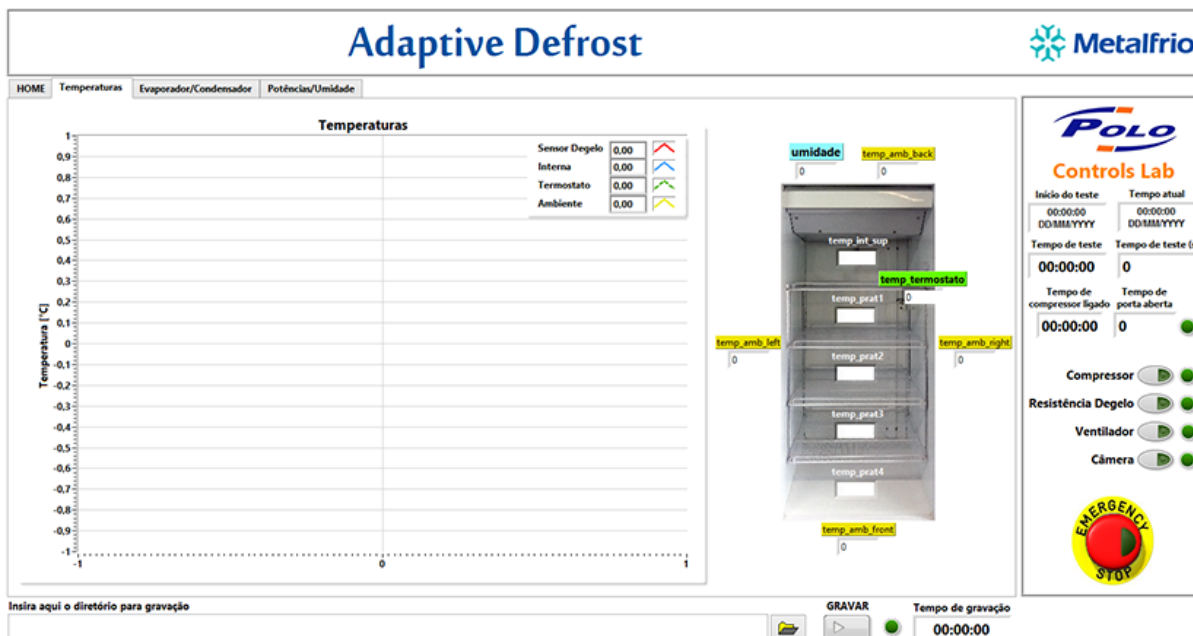 Adaptive Defrost
Metalfrio
HOME
Temperaturas
Evaporador/Condensador
Potências/Umidade
Temperaturas
Sensor Degelo 0,00
Interna 0,00
Termostato 0,00
Ambiente 0,00
Temperatura [°C]
1
0,9
0,8
0,7
0,6
0,5
0,4
0,3
0,2
0,1
0
-0,1
-0,2
-0,3
-0,4
-0,5
-0,6
-0,7
-0,8
-0,9
-1
-1 0 1
umidade
0
temp_amb_back
0
temp_int_sup
temp_termostato
0
temp_prat1
temp_amb_left
0
temp_prat2
temp_amb_right
0
temp_prat3
temp_prat4
temp_amb_front
0
POLO
Controls Lab
Início do teste
00:00:00
DD/MM/YYYY
Tempo atual
00:00:00
DD/MM/YYYY
Tempo de teste
00:00:00
Tempo de teste (s
0
Tempo de
compressor ligado
00:00:00
Tempo de
porta aberta
0
Compressor
Resistência Degelo
Ventilador
Câmera
EMERGENCY
STOP
Insira aqui o diretório para gravação
GRAVAR
Tempo de gravação
00:00:00